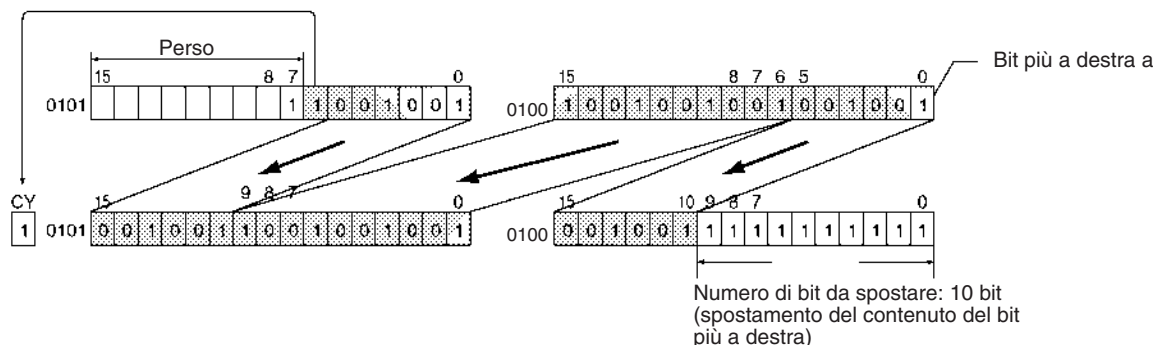 Perso
15 8 7 0
15 8 7 6 5 0
Bit più a destra a
0101 1 1 0 0 1 0 0 1
0100 1 0 0 1 0 0 1 0 0 1 0 0 1 0 0 1
CY
15 9 8 7 0
15 10 9 8 7 0
1 0101 0 0 1 0 0 1 1 0 0 1 0 0 1 0 0 1
0100 0 0 1 0 0 1 1 1 1 1 1 1 1 1 1 1
Numero di bit da spostare: 10 bit
(spostamento del contenuto del bit
più a destra)